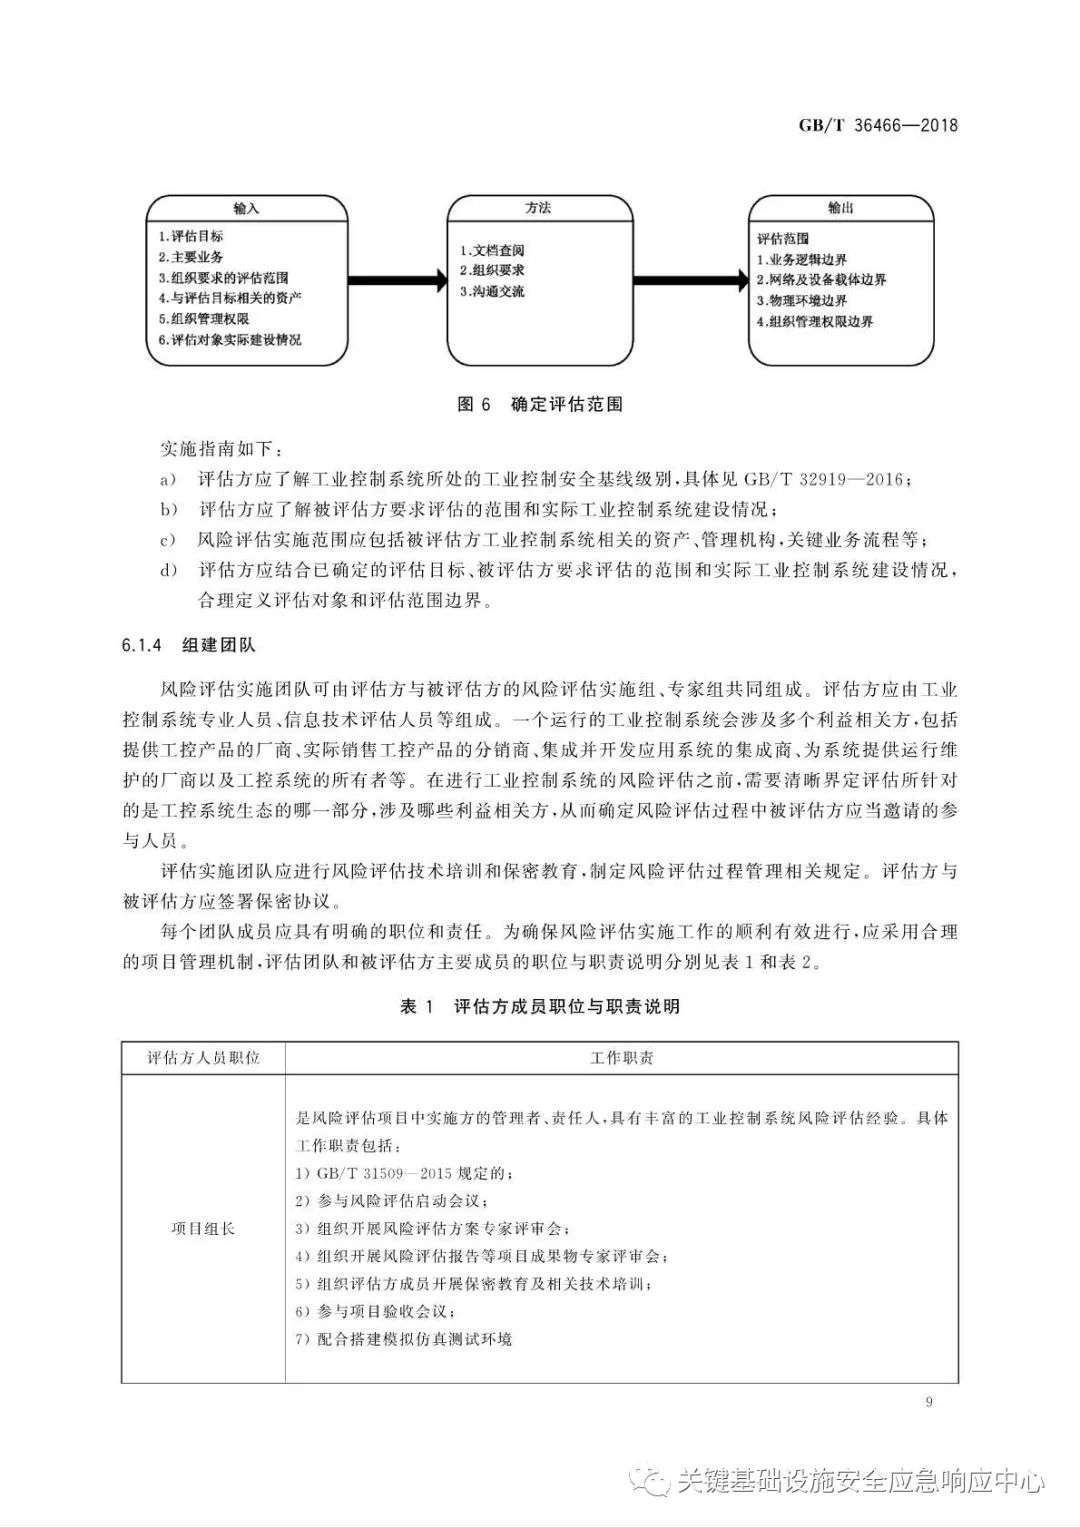 GB/T 36466—2018
输入
1.评估目标
2.主要业务
3.组织要求的评估范围
4.与评估目标相关的资产
5.组织管理权限
6.评估对象实际建设情况
方法
1.文档查阅
2.组织要求
3.沟通交流
输出
评估范围
1.业务逻辑边界
2.网络及设备载体边界
3.物理环境边界
4.组织管理权限边界
图 6 确定评估范围
实施指南如下:
a) 评估方应了解工业控制系统所处的工业控制安全基线级别,具体见 GB/T 32919—2016;
b) 评估方应了解被评估方要求评估的范围和实际工业控制系统建设情况;
c) 风险评估实施范围应包括被评估方工业控制系统相关的资产、管理机构,关键业务流程等;
d) 评估方应结合已确定的评估目标、被评估方要求评估的范围和实际工业控制系统建设情况,
合理定义评估对象和评估范围边界。
6.1.4 组建团队
风险评估实施团队可由评估方与被评估方的风险评估实施组、专家组共同组成。评估方应由工业
控制系统专业人员、信息技术评估人员等组成。一个运行的工业控制系统会涉及多个利益相关方,包括
提供工控产品的厂商、实际销售工控产品的分销商、集成并开发应用系统的集成商、为系统提供运行维
护的厂商以及工控系统的所有者等。在进行工业控制系统的风险评估之前,需要清晰界定评估所针对
的是工控系统生态的哪一部分,涉及哪些利益相关方,从而确定风险评估过程中被评估方应当邀请的参
与人员。
评估实施团队应进行风险评估技术培训和保密教育,制定风险评估过程管理相关规定。评估方与
被评估方应签署保密协议。
每个团队成员应具有明确的职位和责任。为确保风险评估实施工作的顺利有效进行,应采用合理
的项目管理机制,评估团队和被评估方主要成员的职位与职责说明分别见表 1 和表 2。
表 1 评估方成员职位与职责说明
评估方人员职位
工作职责
项目组长
是风险评估项目中实施方的管理者、责任人,具有丰富的工业控制系统风险评估经验。具体
工作职责包括:
1) GB/T 31509—2015 规定的;
2) 参与风险评估启动会议;
3) 组织开展风险评估方案专家评审会;
4) 组织开展风险评估报告等项目成果物专家评审会;
5) 组织评估方成员开展保密教育及相关技术培训;
6) 参与项目验收会议;
7) 配合搭建模拟仿真测试环境
9
关键基础设施安全应急响应中心